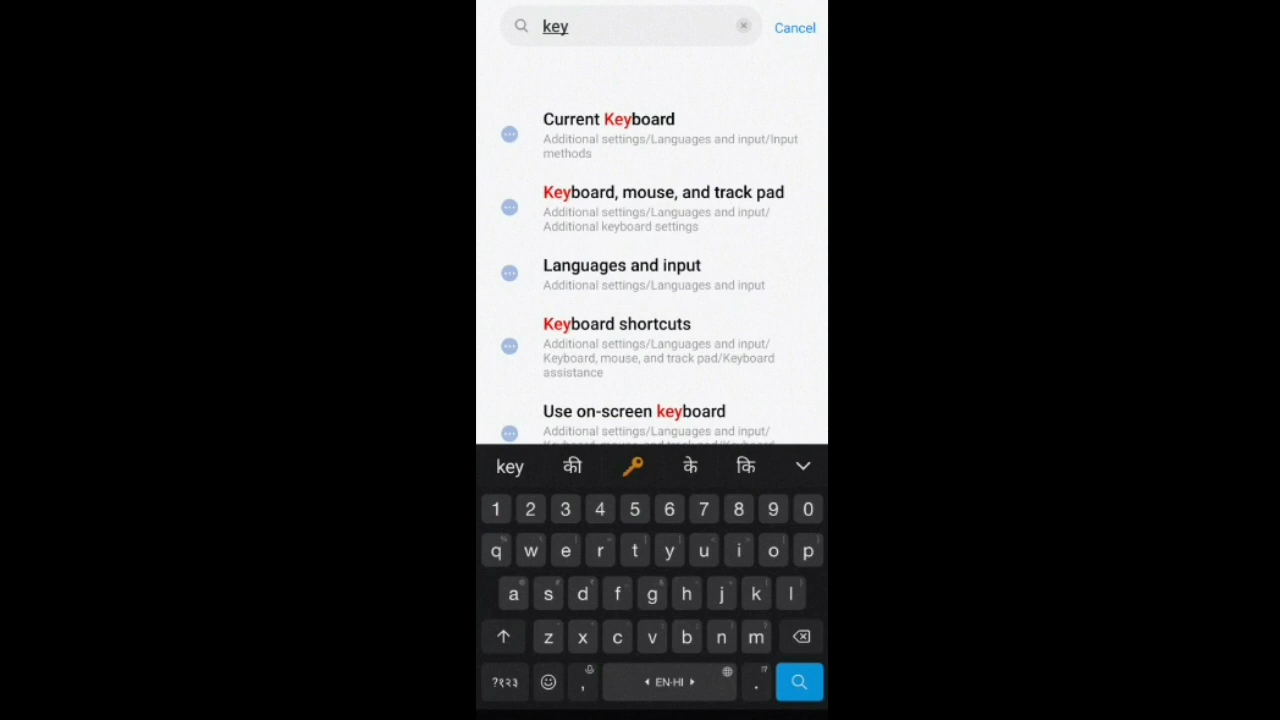 key
Cancel
Current Keyboard
Additional settings/Languages and input/Input
methods
Keyboard, mouse, and track pad
Additional settings/Languages and input/
Additional keyboard settings
Languages and input
Additional settings/Languages and input
Keyboard shortcuts
Additional settings/Languages and input/
Keyboard, mouse, and track pad/Keyboard
assistance
Use on-screen keyboard
Additional settings/Languages and input/
key की के कि
1 2 3 4 5 6 7 8 9 0
q w e r t y u i o p
a s d f g h j k l
z x c v b n m
?१२३ , EN-HI .